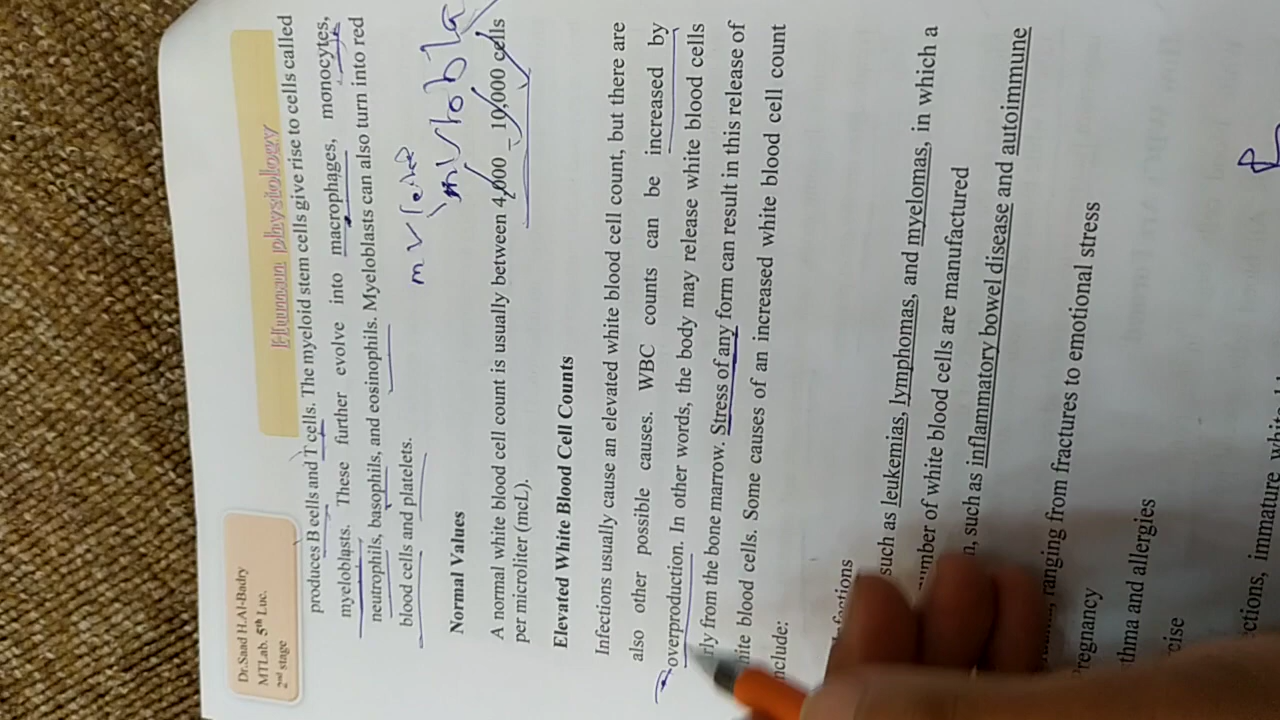 Dr.Saad H.Al-Badry
MTLab. 5th Luc.
2nd stage
Human physiology
produces B cells and T cells. The myeloid stem cells give rise to cells called
myeloblasts. These further evolve into macrophages, monocytes,
neutrophils, basophils, and eosinophils. Myeloblasts can also turn into red
blood cells and platelets.
Normal Values
A normal white blood cell count is usually between 4,000 _ 10,000 cells
per microliter (mcL).
Elevated White Blood Cell Counts
Infections usually cause an elevated white blood cell count, but there are
also other possible causes. WBC counts can be increased by
overproduction. In other words, the body may release white blood cells
rly from the bone marrow. Stress of any form can result in this release of
hite blood cells. Some causes of an increased white blood cell count
nclude:
such as leukemias, lymphomas, and myelomas, in which a
umber of white blood cells are manufactured
such as inflammatory bowel disease and autoimmune
ranging from fractures to emotional stress
regnancy
thma and allergies
cise
ctions, immature white